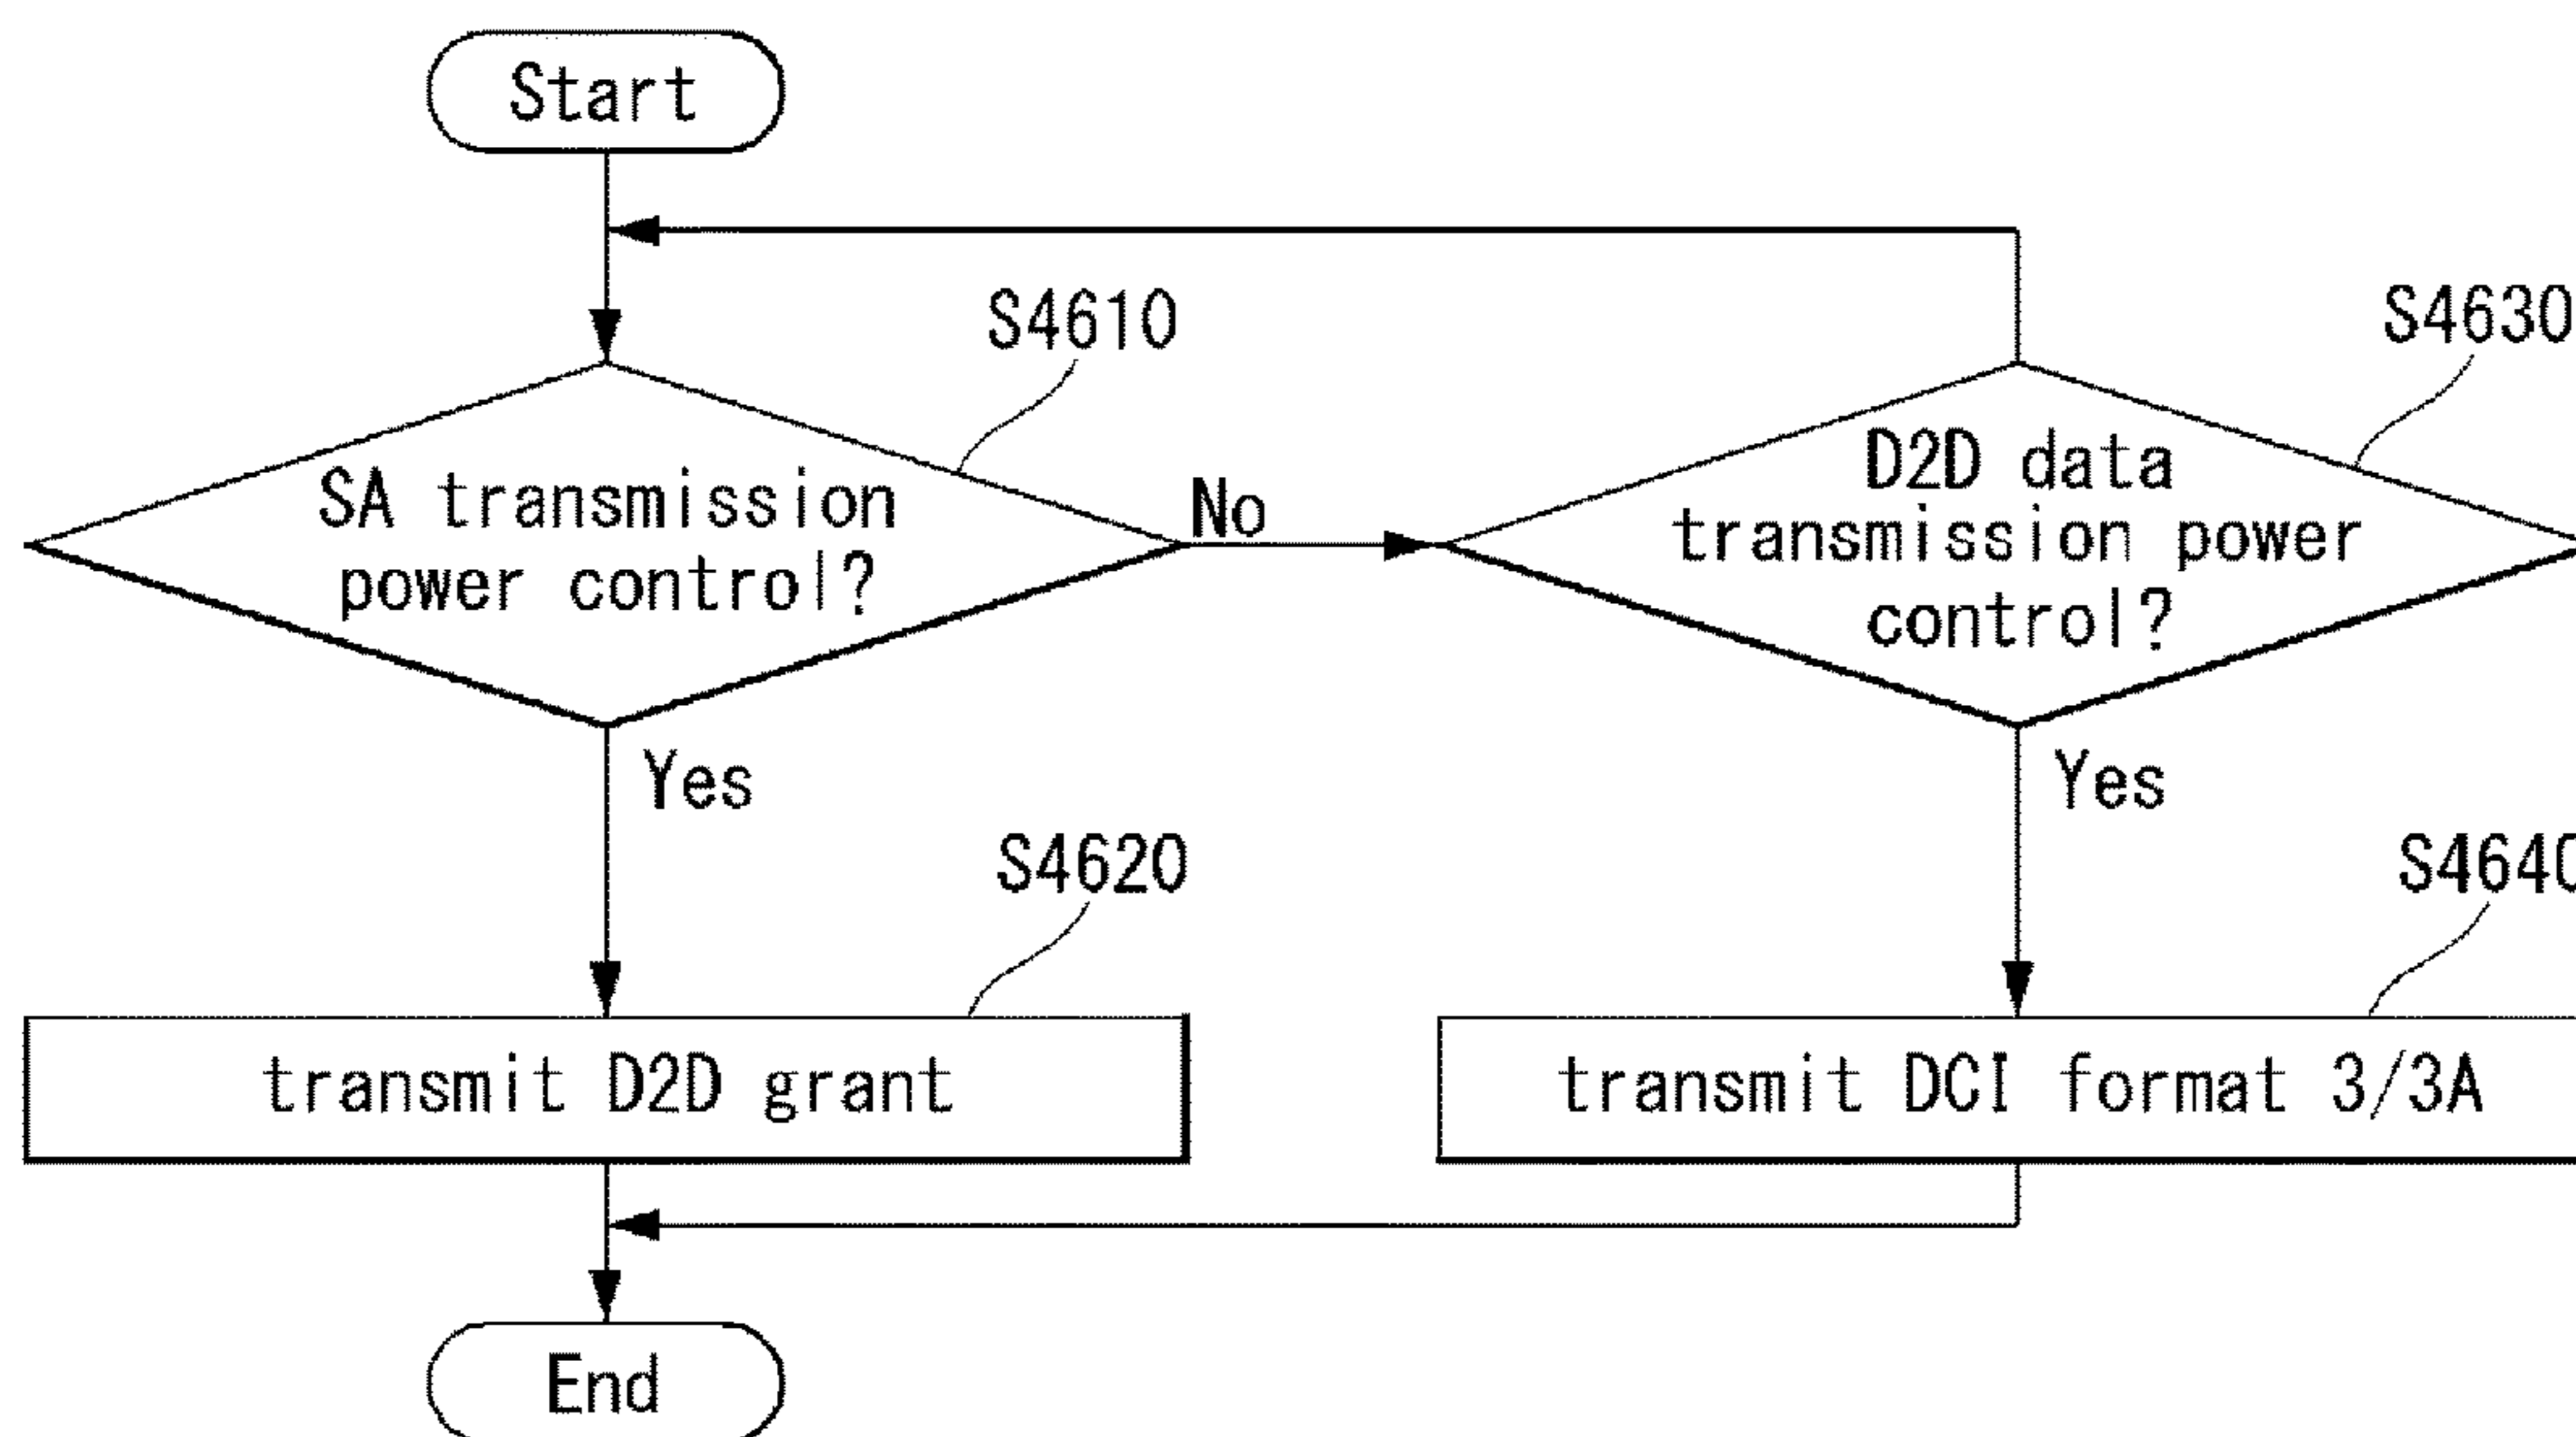 Start
S4610
S4630
SA transmission
power control?
No
D2D data
transmission power
control?
Yes
Yes
S4620
S4640
transmit D2D grant
transmit DCI format 3/3A
End